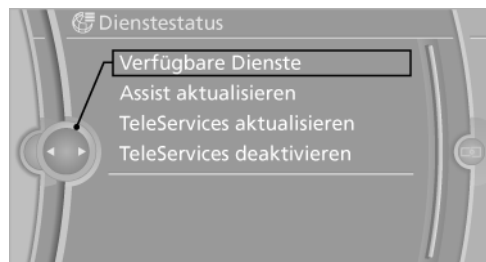 Dienstestatus
Verfügbare Dienste
Assist aktualisieren
TeleServices aktualisieren
TeleServices deaktivieren